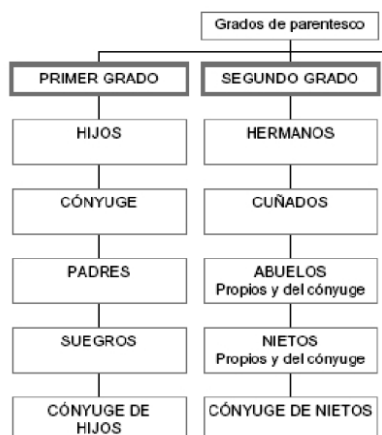 Grados de parentesco
PRIMER GRADO
HIJOS
CÓNYUGE
PADRES
SUEGROS
CÓNYUGE DE
HIJOS
SEGUNDO GRADO
HERMANOS
CUÑADOS
ABUELOS
Propios y del cónyuge
NIETOS
Propios y del cónyuge
CÓNYUGE DE NIETOS